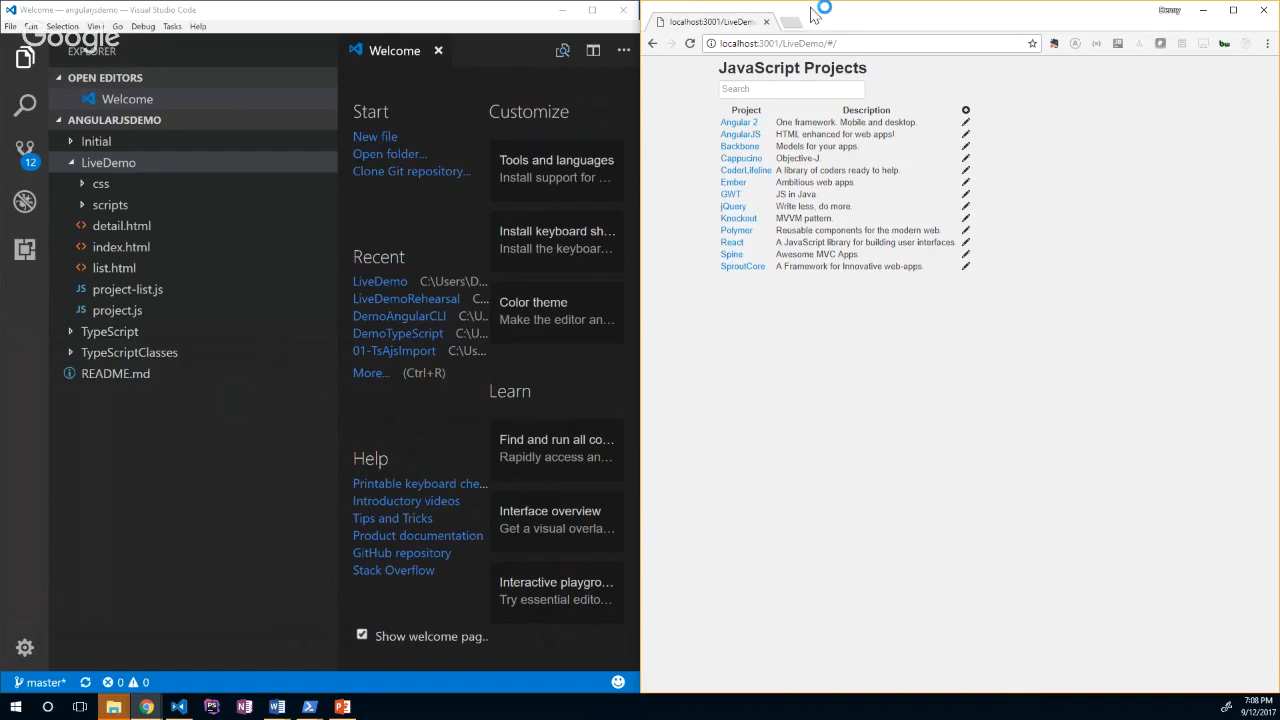 Welcome — angularjsdemo — Visual Studio Code
File Edit Selection View Go Debug Tasks Help
Google
EXPLORER
OPEN EDITORS
Welcome
ANGULARJSDEMO
Initial
LiveDemo
css
scripts
detail.html
index.html
list.html
project-list.js
project.js
TypeScript
TypeScriptClasses
README.md
12
Welcome
Start
New file
Open folder...
Clone Git repository...
Recent
LiveDemo C:\Users\D...
LiveDemoRehearsal C...
DemoAngularCLI C:\U...
DemoTypeScript C:\U...
01-TsAjsImport C:\Us...
More... (Ctrl+R)
Help
Printable keyboard che...
Introductory videos
Tips and Tricks
Product documentation
GitHub repository
Stack Overflow
Show welcome pag..
Customize
Tools and languages
Install support for ...
Install keyboard sh...
Install the keyboar...
Color theme
Make the editor an...
Learn
Find and run all co...
Rapidly access an...
Interface overview
Get a visual overla...
Interactive playgro...
Try essential edito...
master* 0 0
localhost:3001/LiveDem
Denny
localhost:3001/LiveDemo/#/
JavaScript Projects
Search
Project Description
Angular 2 One framework. Mobile and desktop.
AngularJS HTML enhanced for web apps!
Backbone Models for your apps.
Cappucino Objective-J.
CoderLifeline A library of coders ready to help.
Ember Ambitious web apps.
GWT JS in Java.
jQuery Write less, do more.
Knockout MVVM pattern.
Polymer Reusable components for the modern web.
React A JavaScript library for building user interfaces.
Spine Awesome MVC Apps.
SproutCore A Framework for Innovative web-apps.
7:08 PM
9/12/2017